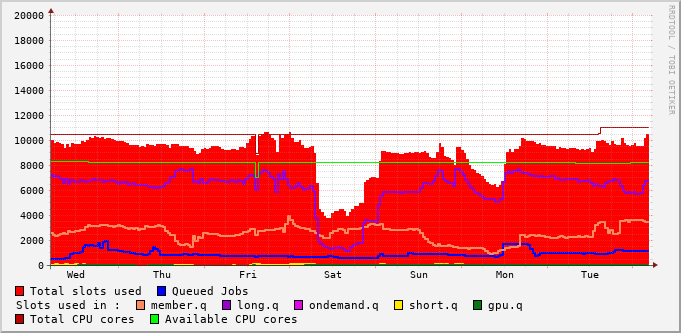 20000
18000
16000
14000
12000
10000
8000
6000
4000
2000
0
Wed Thu Fri Sat Sun Mon Tue
Total slots used Queued Jobs
Slots used in : member.q long.q ondemand.q short.q gpu.q
Total CPU cores Available CPU cores
RRDTOOL / TOBI OETIKER